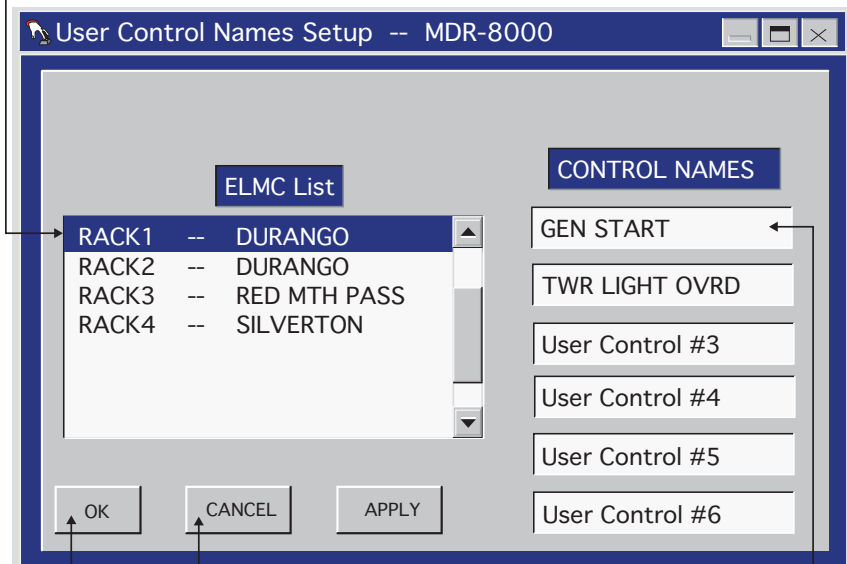 User Control Names Setup -- MDR-8000
ELMC List
RACK1 -- DURANGO
RACK2 -- DURANGO
RACK3 -- RED MTH PASS
RACK4 -- SILVERTON
CONTROL NAMES
GEN START
TWR LIGHT OVRD
User Control #3
User Control #4
User Control #5
User Control #6
OK
CANCEL
APPLY